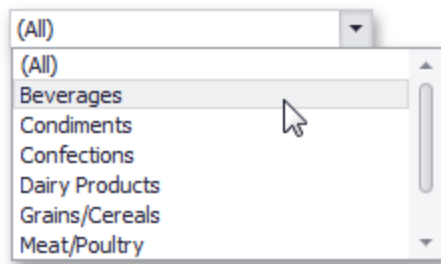 (All)
(All)
Beverages
Condiments
Confections
Dairy Products
Grains/Cereals
Meat/Poultry